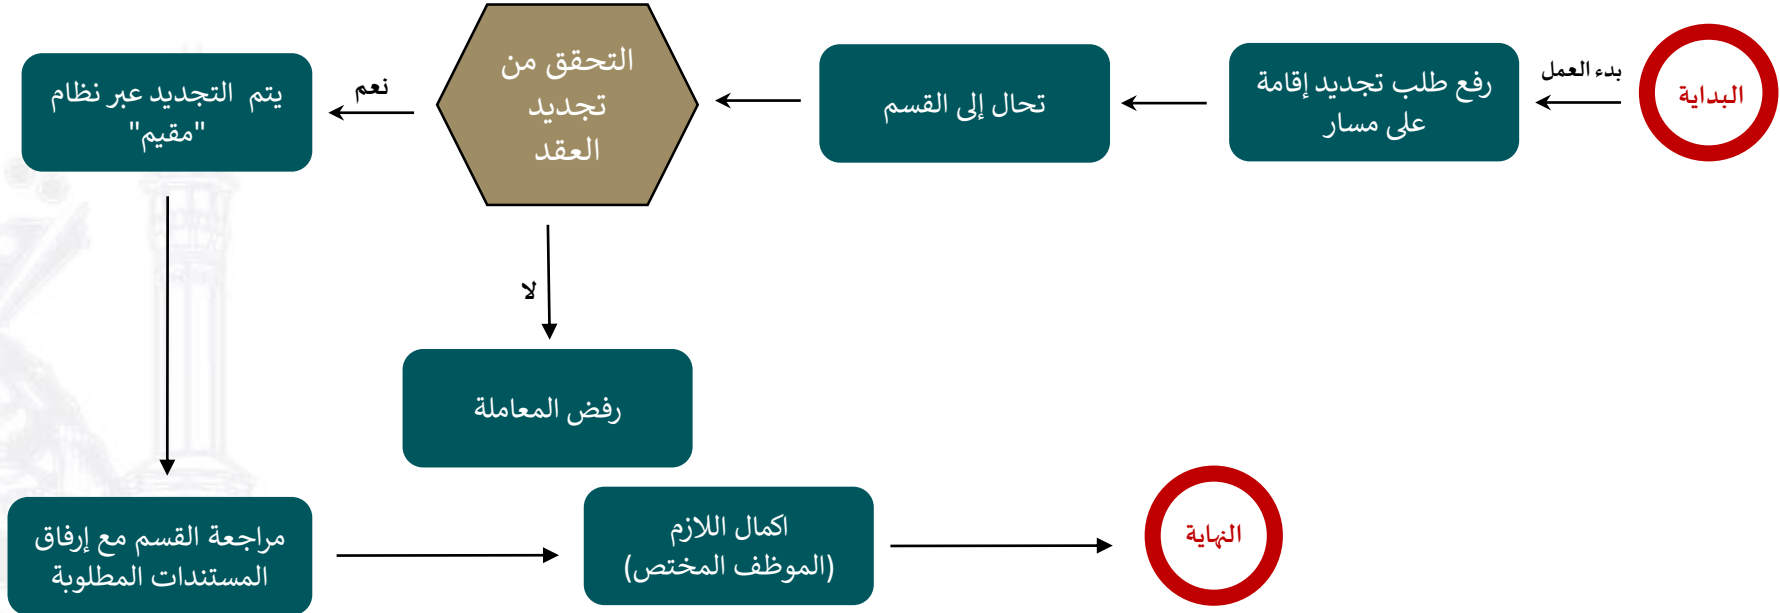 البداية
بدء العمل
رفع طلب تجديد إقامة
على مسار
تحال إلى القسم
التحقق من
تجديد
العقد
نعم
يتم التجديد عبر نظام
"مقيم"
لا
رفض المعاملة
مراجعة القسم مع إرفاق
المستندات المطلوبة
اكمال اللازم
(الموظف المختص)
النهاية